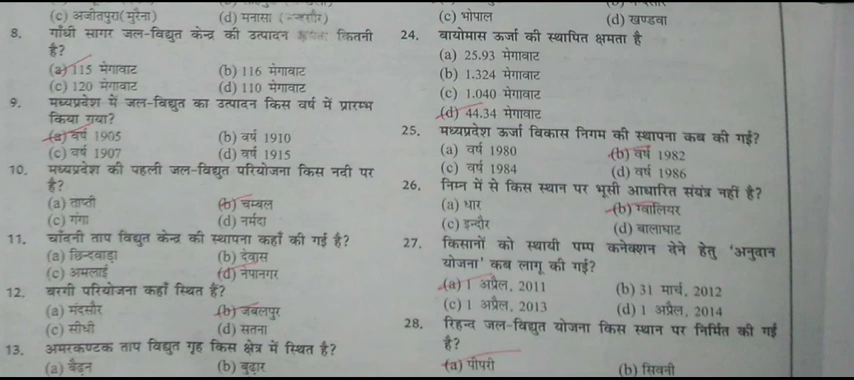 (c) अजीतपुरा(मुरैना) (d) मनासा
8. गाँधी सागर जल-विद्युत केन्द्र की उत्पादन कितनी
है?
(a) 115 मेगावाट (b) 116 मेगावाट
(c) 120 मेगावाट (d) 110 मेगावाट
9. मध्यप्रदेश में जल-विद्युत का उत्पादन किस वर्ष में प्रारम्भ
किया गया?
(a) वर्ष 1905 (b) वर्ष 1910
(c) वर्ष 1907 (d) वर्ष 1915
10. मध्यप्रदेश की पहली जल-विद्युत परियोजना किस नदी पर
है?
(a) ताप्ती (b) चम्बल
(c) गंगा (d) नर्मदा
11. चाँदनी ताप विद्युत केन्द्र की स्थापना कहाँ की गई है?
(a) छिन्दवाड़ा (b) देवास
(c) अमलाई (d) नेपानगर
12. बरगी परियोजना कहाँ स्थित है?
(a) मंदसौर (b) जबलपुर
(c) सीधी (d) सतना
13. अमरकण्टक ताप विद्युत गृह किस क्षेत्र में स्थित है?
(a) बैढ़न (b) बुढ़ार
(c) भोपाल (d) खण्डवा
24. बायोमास ऊर्जा की स्थापित क्षमता है
(a) 25.93 मेगावाट
(b) 1.324 मेगावाट
(c) 1.040 मेगावाट
(d) 44.34 मेगावाट
25. मध्यप्रदेश ऊर्जा विकास निगम की स्थापना कब की गई?
(a) वर्ष 1980 (b) वर्ष 1982
(c) वर्ष 1984 (d) वर्ष 1986
26. निम्न में से किस स्थान पर भूसी आधारित संयंत्र नहीं है?
(a) धार (b) ग्वालियर
(c) इन्दौर (d) बालाघाट
27. किसानों को स्थायी पम्प कनेक्शन देने हेतु 'अनुदान
योजना' कब लागू की गई?
(a) 1 अप्रैल, 2011 (b) 31 मार्च, 2012
(c) 1 अप्रैल, 2013 (d) 1 अप्रैल, 2014
28. रिहन्द जल-विद्युत योजना किस स्थान पर निर्मित की गई
है?
(a) पीपरी (b) सिवनी